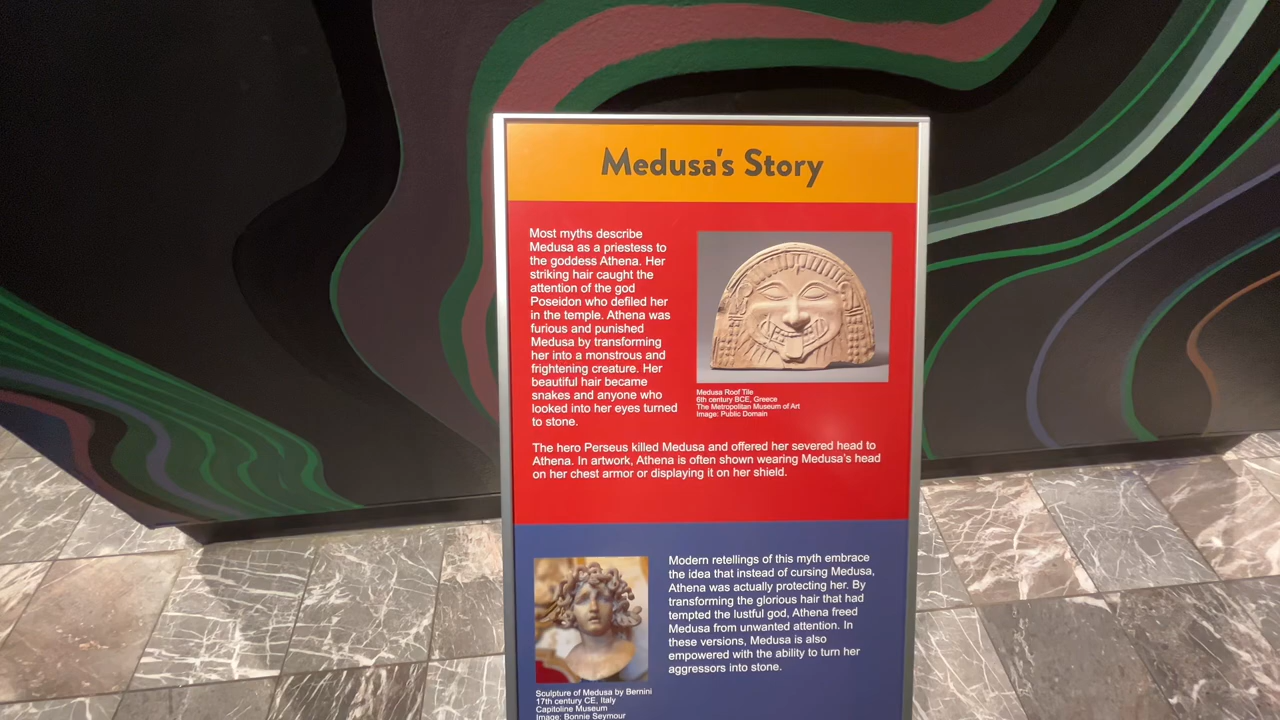 Medusa's Story
Most myths describe
Medusa as a priestess to
the goddess Athena. Her
striking hair caught the
attention of the god
Poseidon who defiled her
in the temple. Athena was
furious and punished
Medusa by transforming
her into a monstrous and
frightening creature. Her
beautiful hair became
snakes and anyone who
looked into her eyes turned
to stone.
Medusa Roof Tile
6th century BCE, Greece
The Metropolitan Museum of Art
Image: Public Domain
The hero Perseus killed Medusa and offered her severed head to
Athena. In artwork, Athena is often shown wearing Medusa's head
on her chest armor or displaying it on her shield.
Modern retellings of this myth embrace
the idea that instead of cursing Medusa,
Athena was actually protecting her. By
transforming the glorious hair that had
tempted the lustful god, Athena freed
Medusa from unwanted attention. In
these versions, Medusa is also
empowered with the ability to turn her
aggressors into stone.
Sculpture of Medusa by Bernini
17th century CE, Italy
Capitoline Museum
Image: Bonnie Seymour